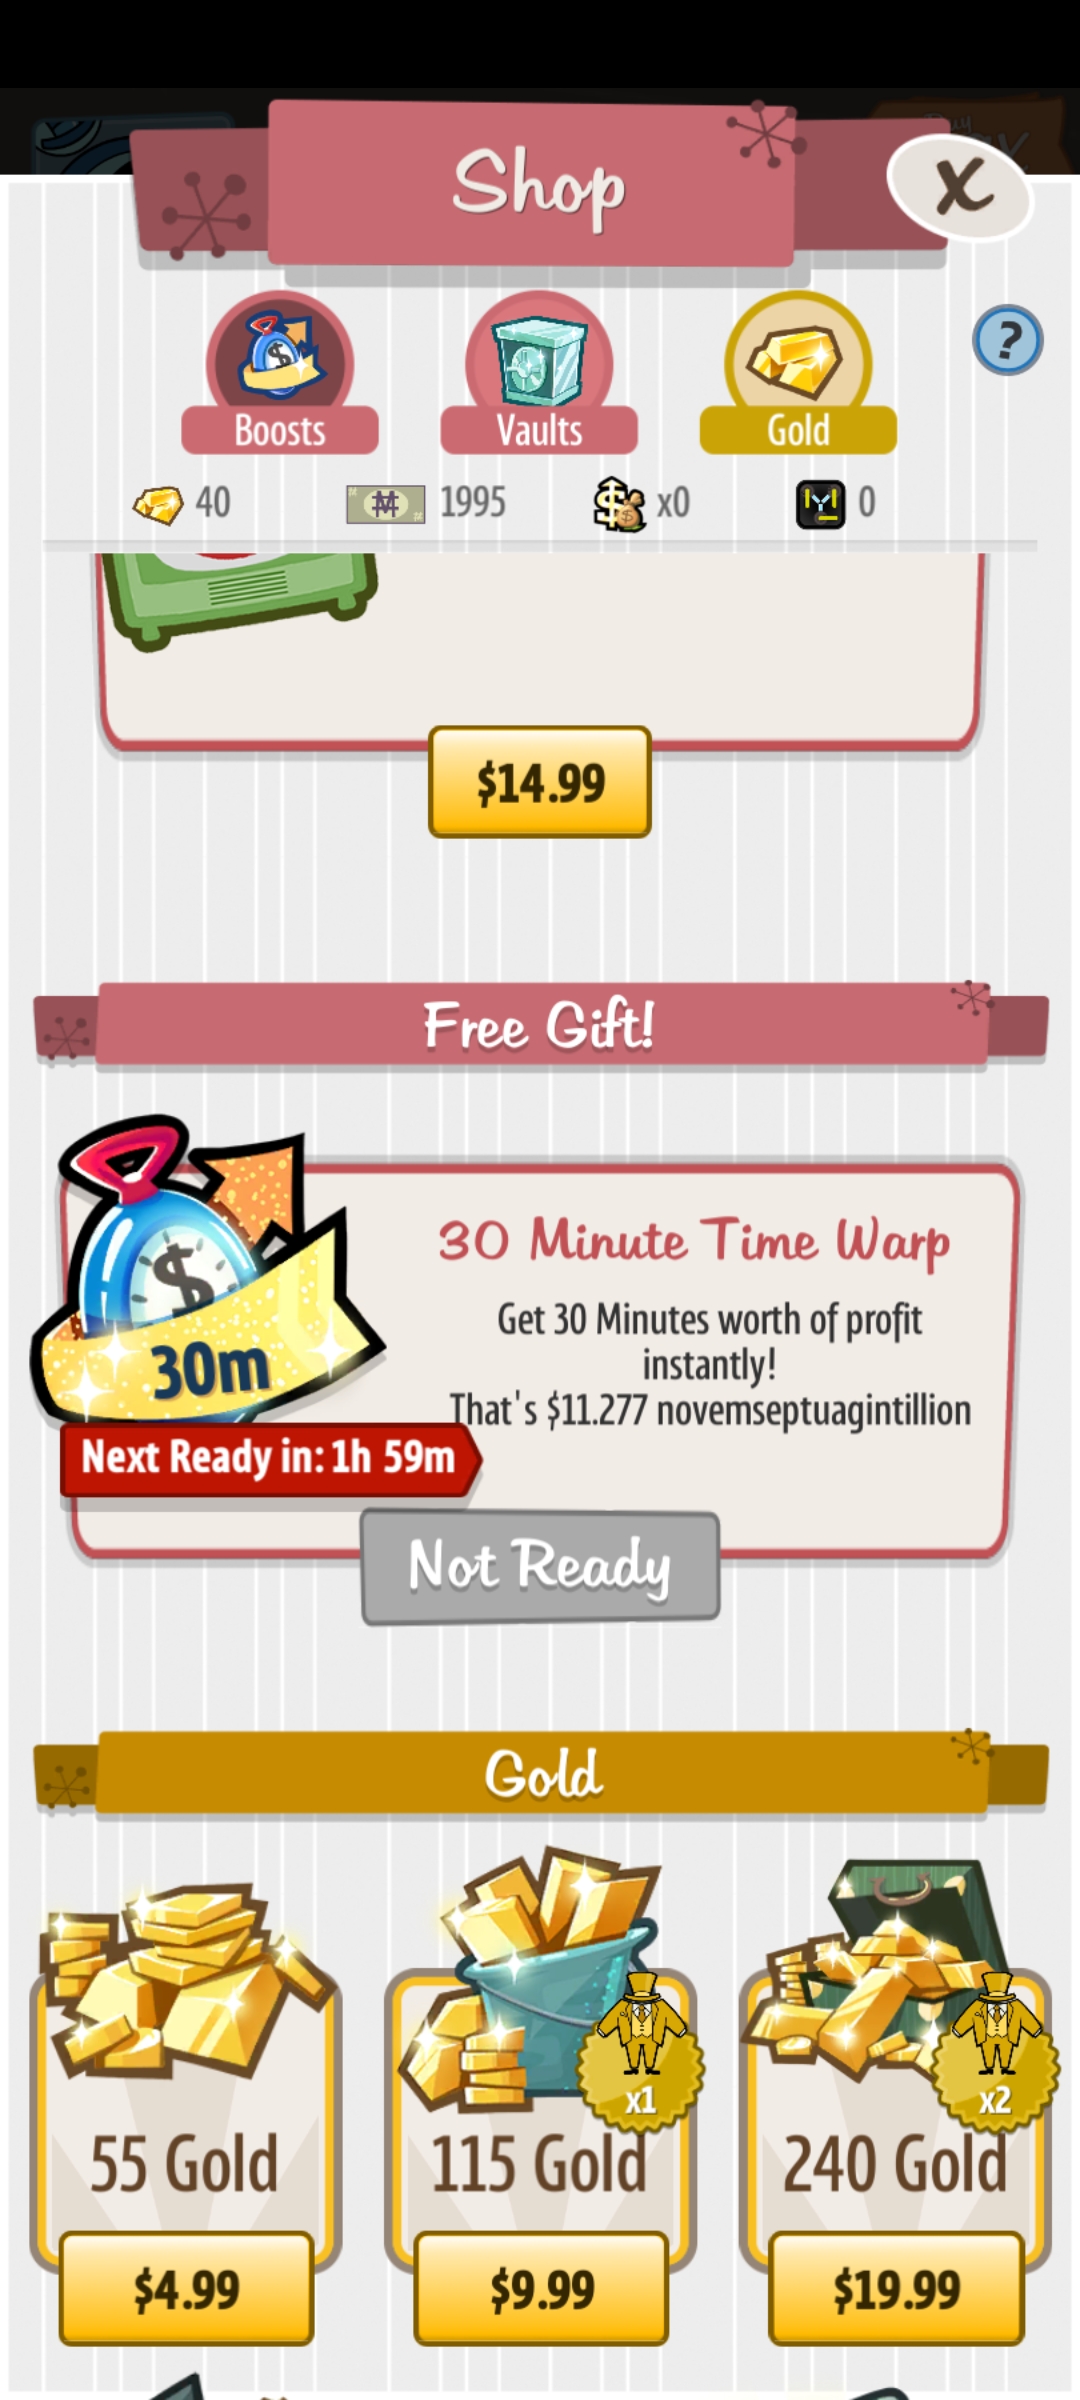 Shop
X
?
Boosts
Vaults
Gold
40
1995
x0
0
$14.99
Free Gift!
30m
30 Minute Time Warp
Get 30 Minutes worth of profit
instantly!
That's $11.277 novemseptuagintillion
Next Ready in: 1h 59m
Not Ready
Gold
x1
x2
55 Gold
115 Gold
240 Gold
$4.99
$9.99
$19.99